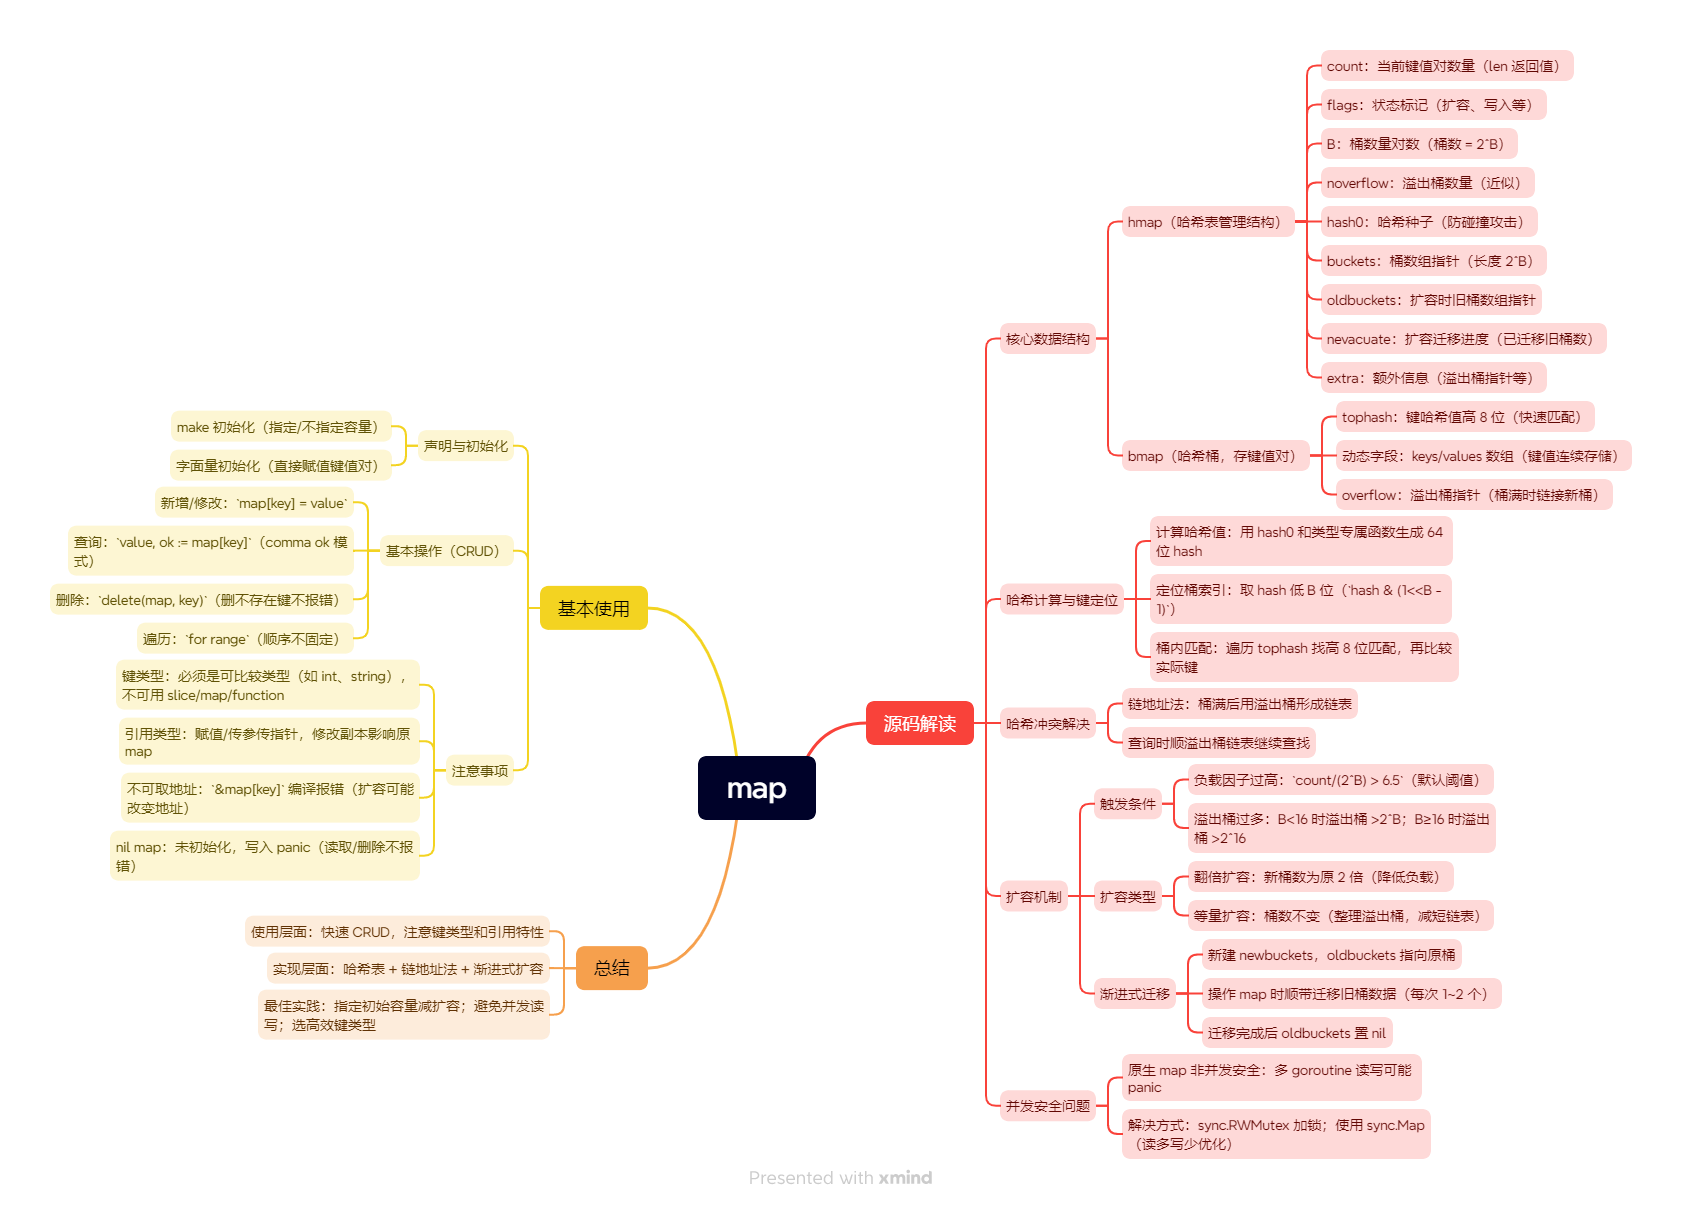 map
基本使用
声明与初始化
make 初始化（指定/不指定容量）
字面量初始化（直接赋值键值对）
基本操作（CRUD）
新增/修改：`map[key] = value`
查询：`value, ok := map[key]`（comma ok 模
式）
删除：`delete(map, key)`（删不存在键不报错）
遍历：`for range`（顺序不固定）
注意事项
键类型：必须是可比较类型（如 int、string），
不可用 slice/map/function
引用类型：赋值/传参传指针，修改副本影响原
map
不可取地址：`&map[key]` 编译报错（扩容可能
改变地址）
nil map：未初始化，写入 panic（读取/删除不报
错）
总结
使用层面：快速 CRUD，注意键类型和引用特性
实现层面：哈希表 + 链地址法 + 渐进式扩容
最佳实践：指定初始容量减扩容；避免并发读
写；选高效键类型
源码解读
核心数据结构
hmap（哈希表管理结构）
count：当前键值对数量（len 返回值）
flags：状态标记（扩容、写入等）
B：桶数量对数（桶数 = 2^B）
noverflow：溢出桶数量（近似）
hash0：哈希种子（防碰撞攻击）
buckets：桶数组指针（长度 2^B）
oldbuckets：扩容时旧桶数组指针
nevacuate：扩容迁移进度（已迁移旧桶数）
extra：额外信息（溢出桶指针等）
bmap（哈希桶，存键值对）
tophash：键哈希值高 8 位（快速匹配）
动态字段：keys/values 数组（键值连续存储）
overflow：溢出桶指针（桶满时链接新桶）
哈希计算与键定位
计算哈希值：用 hash0 和类型专属函数生成 64
位 hash
定位桶索引：取 hash 低 B 位（`hash & (1<<B -
1)`）
桶内匹配：遍历 tophash 找高 8 位匹配，再比较
实际键
哈希冲突解决
链地址法：桶满后用溢出桶形成链表
查询时顺溢出桶链表继续查找
扩容机制
触发条件
负载因子过高：`count/(2^B) > 6.5`（默认阈值）
溢出桶过多：B<16 时溢出桶 >2^B；B≥16 时溢出
桶 >2^16
扩容类型
翻倍扩容：新桶数为原 2 倍（降低负载）
等量扩容：桶数不变（整理溢出桶，减短链表）
渐进式迁移
新建 newbuckets，oldbuckets 指向原桶
操作 map 时顺带迁移旧桶数据（每次 1~2 个）
迁移完成后 oldbuckets 置 nil
并发安全问题
原生 map 非并发安全：多 goroutine 读写可能
panic
解决方式：sync.RWMutex 加锁；使用 sync.Map
（读多写少优化）
Presented with xmind